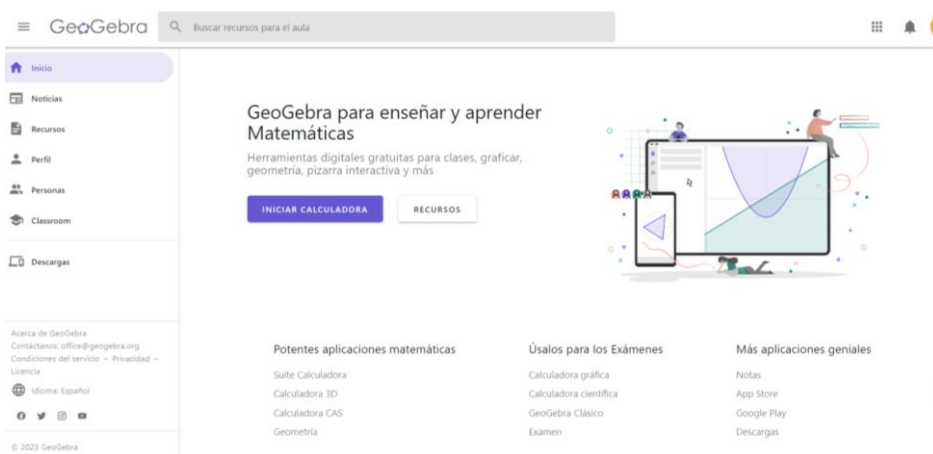 GeoGebra
Buscar recursos para el aula
Inicio
Noticias
Recursos
Perfil
Personas
Classroom
Descargas
Acerca de GeoGebra
Contáctanos: office@geogebra.org
Condiciones del servicio – Privacidad –
Licencia
Idioma: Español
© 2023 GeoGebra
GeoGebra para enseñar y aprender
Matemáticas
Herramientas digitales gratuitas para clases, graficar,
geometría, pizarra interactiva y más
INICIAR CALCULADORA
RECURSOS
Potentes aplicaciones matemáticas
Suite Calculadora
Calculadora 3D
Calculadora CAS
Geometría
Úsalos para los Exámenes
Calculadora gráfica
Calculadora científica
GeoGebra Clásico
Examen
Más aplicaciones geniales
Notas
App Store
Google Play
Descargas